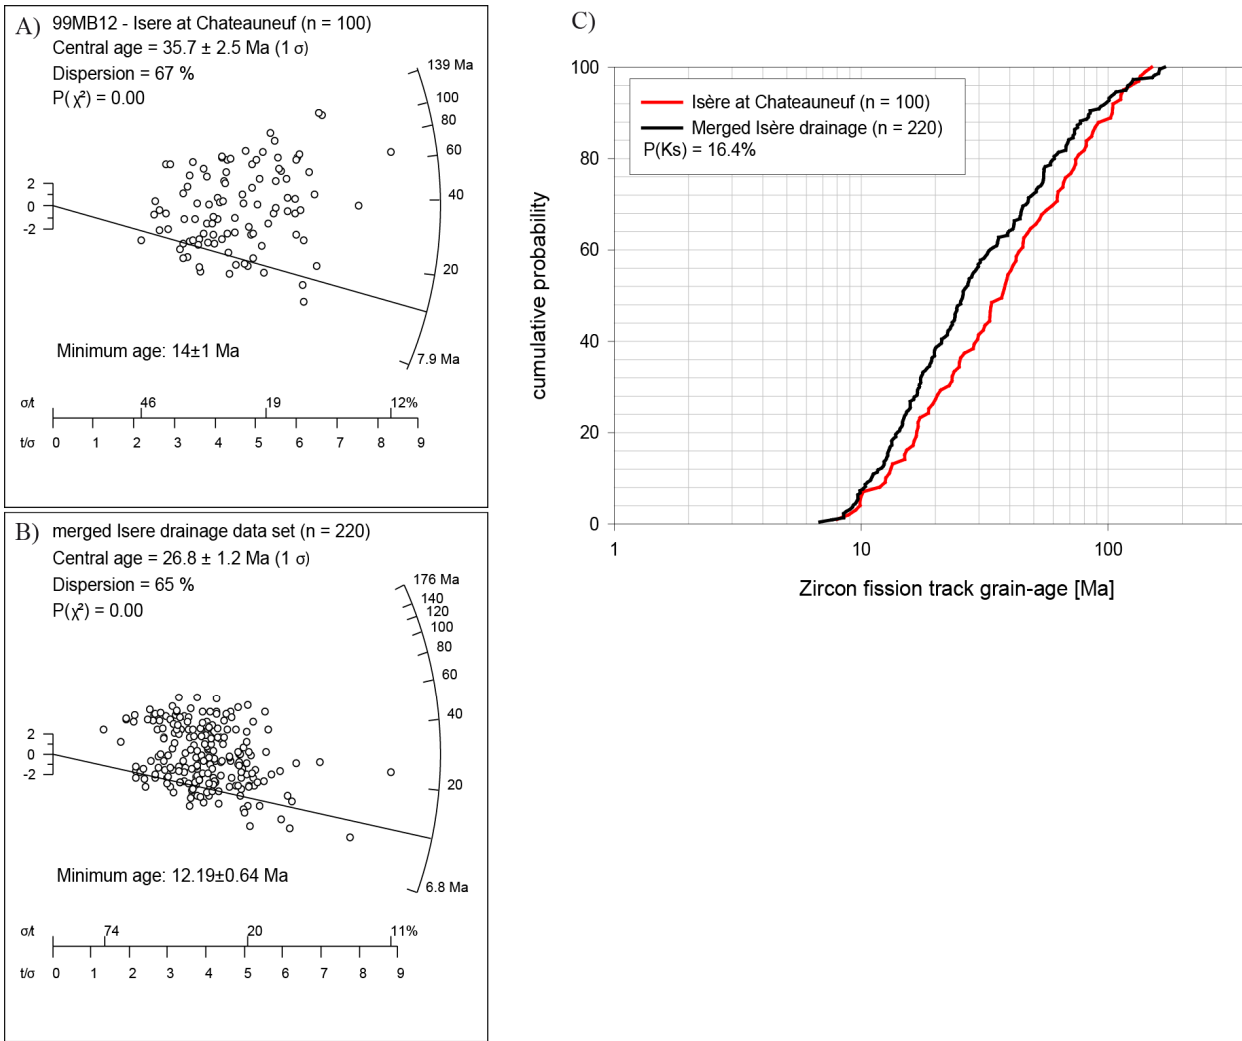 A) 99MB12 - Isere at Chateauneuf (n = 100)
Central age = 35.7 ± 2.5 Ma (1 σ)
Dispersion = 67 %
P( χ²) = 0.00
139 Ma
100
80
60
40
20
7.9 Ma
2
0
-2
Minimum age: 14±1 Ma
σ/t 46 19 12%
t/σ 0 1 2 3 4 5 6 7 8 9
B) merged Isere drainage data set (n = 220)
Central age = 26.8 ± 1.2 Ma (1 σ)
Dispersion = 65 %
P( χ²) = 0.00
176 Ma
140
120
100
80
60
40
20
6.8 Ma
2
0
-2
Minimum age: 12.19±0.64 Ma
σ/t 74 20 11%
t/σ 0 1 2 3 4 5 6 7 8 9
C)
Isère at Chateauneuf (n = 100)
Merged Isère drainage (n = 220)
P(Ks) = 16.4%
cumulative probability
100
80
60
40
20
0
1 10 100
Zircon fission track grain-age [Ma]